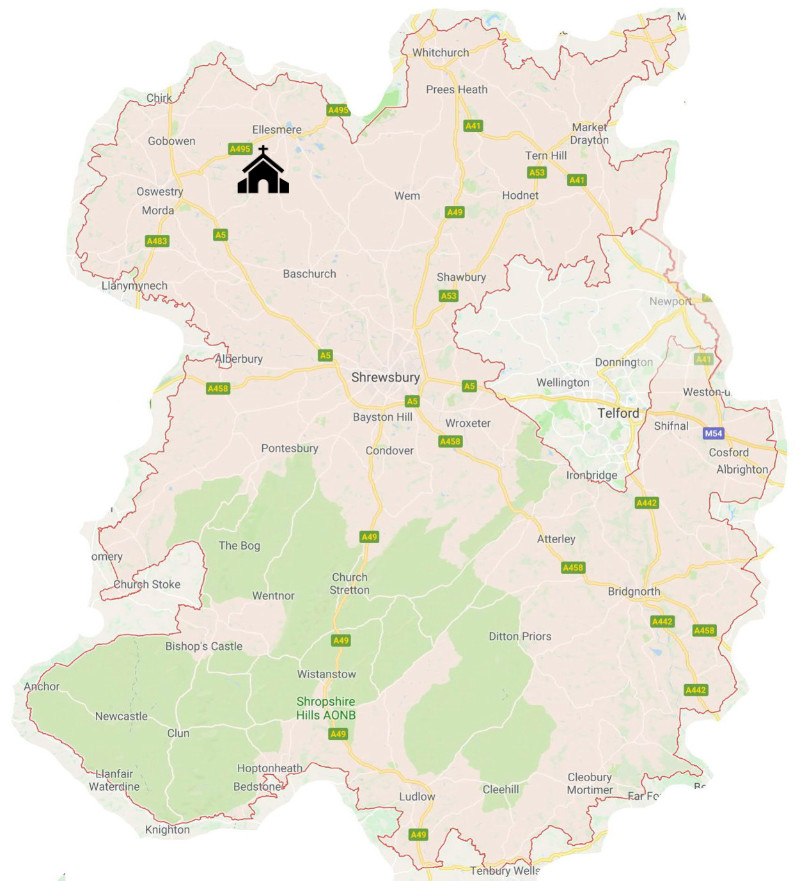 M
Whitchurch
Chirk
Prees Heath
A495
Ellesmere
A41
Market
Drayton
Gobowen
A495
Tern Hill
A53
A41
Oswestry
Wem
Hodnet
Morda
A49
A483
A5
Baschurch
Shawbury
Llanymynech
A53
Newport
A5
Alberbury
A41
Donnington
Shrewsbury
Wellington
A458
A5
Weston-u
A5
Bayston Hill
Wroxeter
Telford
Shifnal
M54
A458
Pontesbury
Condover
Cosford
Albrighton
Ironbridge
A442
A49
Atterley
The Bog
omery
A458
Church Stoke
Church
Stretton
Wentnor
Bridgnorth
A442
A458
A49
Ditton Priors
Bishop's Castle
Wistanstow
Anchor
A442
Shropshire
Hills AONB
Newcastle
Clun
A49
Hoptonheath
Llanfair
Waterdine
Bedstone
Cleobury
Mortimer
Cleehill
Ludlow
Far Fo
Be
Knighton
A49
Tenbury Wells